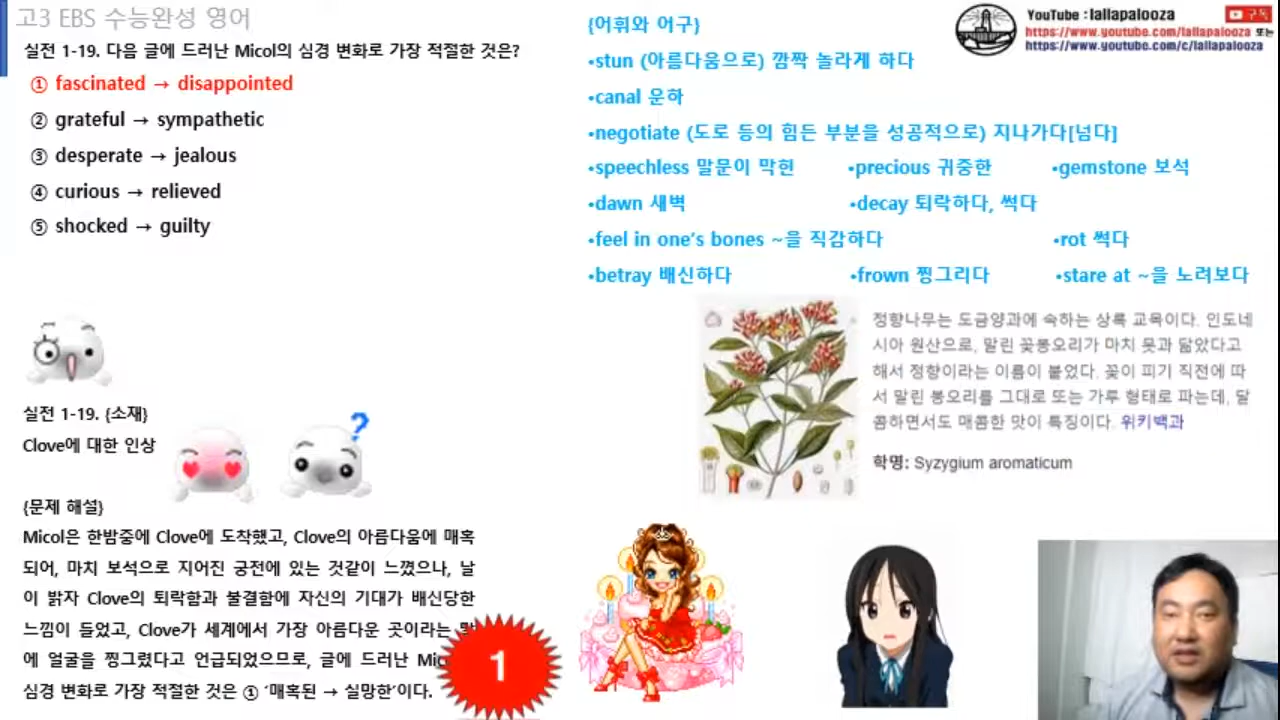 고3 EBS 수능완성 영어
실전 1-19. 다음 글에 드러난 Micol의 심경 변화로 가장 적절한 것은?
① fascinated → disappointed
② grateful → sympathetic
③ desperate → jealous
④ curious → relieved
⑤ shocked → guilty
실전 1-19. {소재}
Clove에 대한 인상
?
{문제 해설}
Micol은 한밤중에 Clove에 도착했고, Clove의 아름다움에 매혹
되어, 마치 보석으로 지어진 궁전에 있는 것같이 느꼈으나, 날
이 밝자 Clove의 퇴락함과 불결함에 자신의 기대가 배신당한
느낌이 들었고, Clove가 세계에서 가장 아름다운 곳이라는
에 얼굴을 찡그렸다고 언급되었으므로, 글에 드러난
심경 변화로 가장 적절한 것은 ① ‘매혹된 → 실망한’이다.
1
{어휘와 어구}
•stun (아름다움으로) 깜짝 놀라게 하다
•canal 운하
•negotiate (도로 등의 힘든 부분을 성공적으로) 지나가다[넘다]
•speechless 말문이 막현 •precious 귀중한 •gemstone 보석
•dawn 새벽 •decay 퇴락하다, 썩다
•feel in one’s bones ~을 직감하다 •rot 썩다
•betray 배신하다 •frown 찡그리다 •stare at ~을 노려보다
정향나무는 도금양과에 속하는 상록 교목이다. 인도네
시아 원산으로, 말린 꽃봉오리가 마치 못과 닮았다고
해서 정향이라는 이름이 붙었다. 꽃이 피기 직전에 따
서 말린 봉오리를 그대로 또는 가루 형태로 파는데, 달
콤하면서도 매콤한 맛이 특징이다. 위키백과
학명: Syzygium aromaticum
YouTube : lallapalooza
구독
https://www.youtube.com/lallapalooza 또는
https://www.youtube.com/c/lallapalooza